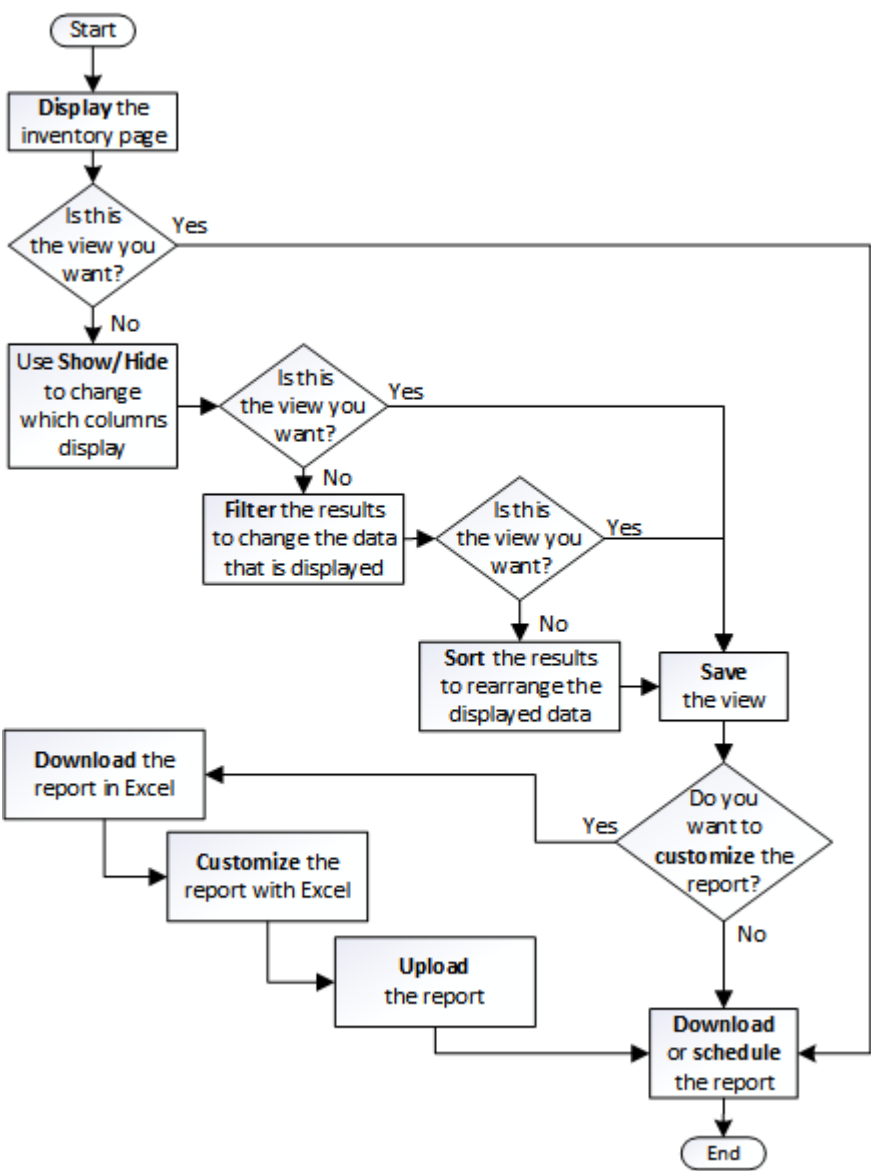 Start
Display the
inventory page
Is this
the view you
want?
Yes
No
Use Show/Hide
to change
which columns
display
Is this
the view you
want?
Yes
No
Filter the results
to change the data
that is displayed
Is this
the view you
want?
Yes
No
Sort the results
to rearrange the
displayed data
Save
the view
Do you
want to
customize the
report?
Yes
No
Download the
report in Excel
Customize the
report with Excel
Upload
the report
Download
or schedule
the report
End